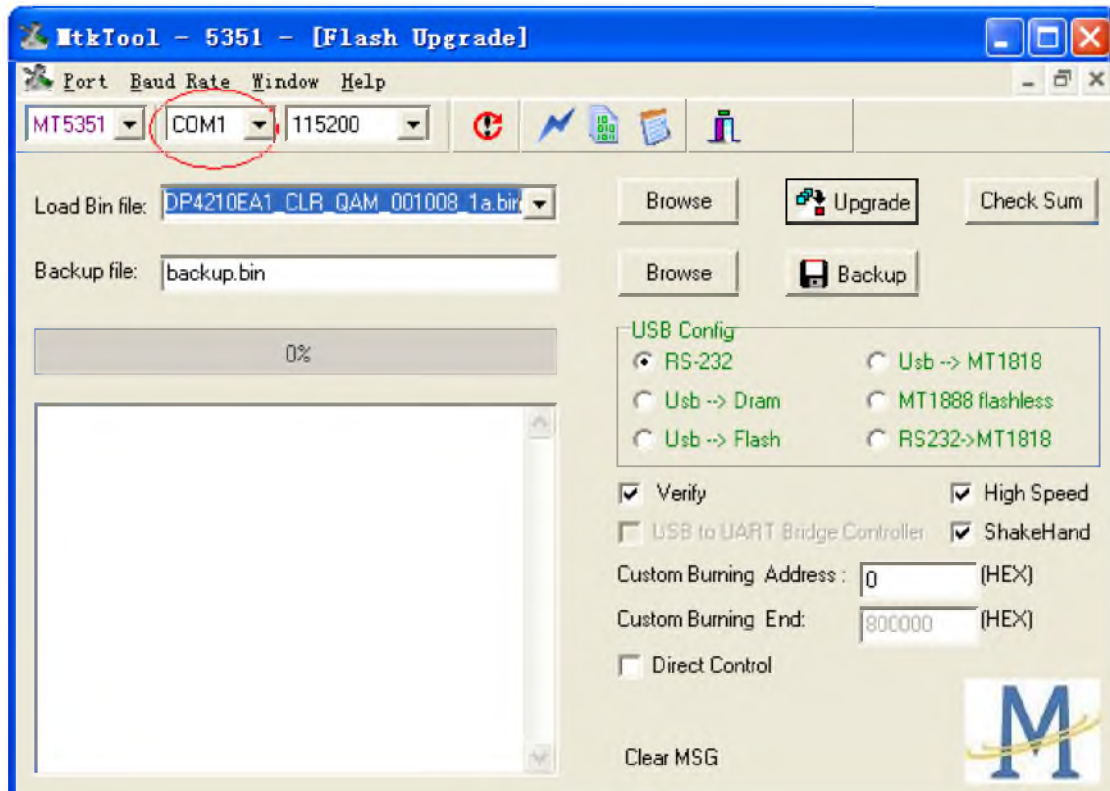 MtkTool - 5351 - [Flash Upgrade]
Port Baud Rate Window Help
MT5351 COM1 115200
Load Bin file: DP4210EA1_CLR_QAM_001008_1a.bin Browse Upgrade Check Sum
Backup file: backup.bin Browse Backup
0%
USB Config
RS-232 Usb --> MT1818
Usb --> Dram MT1888 flashless
Usb --> Flash RS232->MT1818
Verify High Speed
USB to UART Bridge Controller ShakeHand
Custom Burning Address : 0 (HEX)
Custom Burning End: 800000 (HEX)
Direct Control
Clear MSG